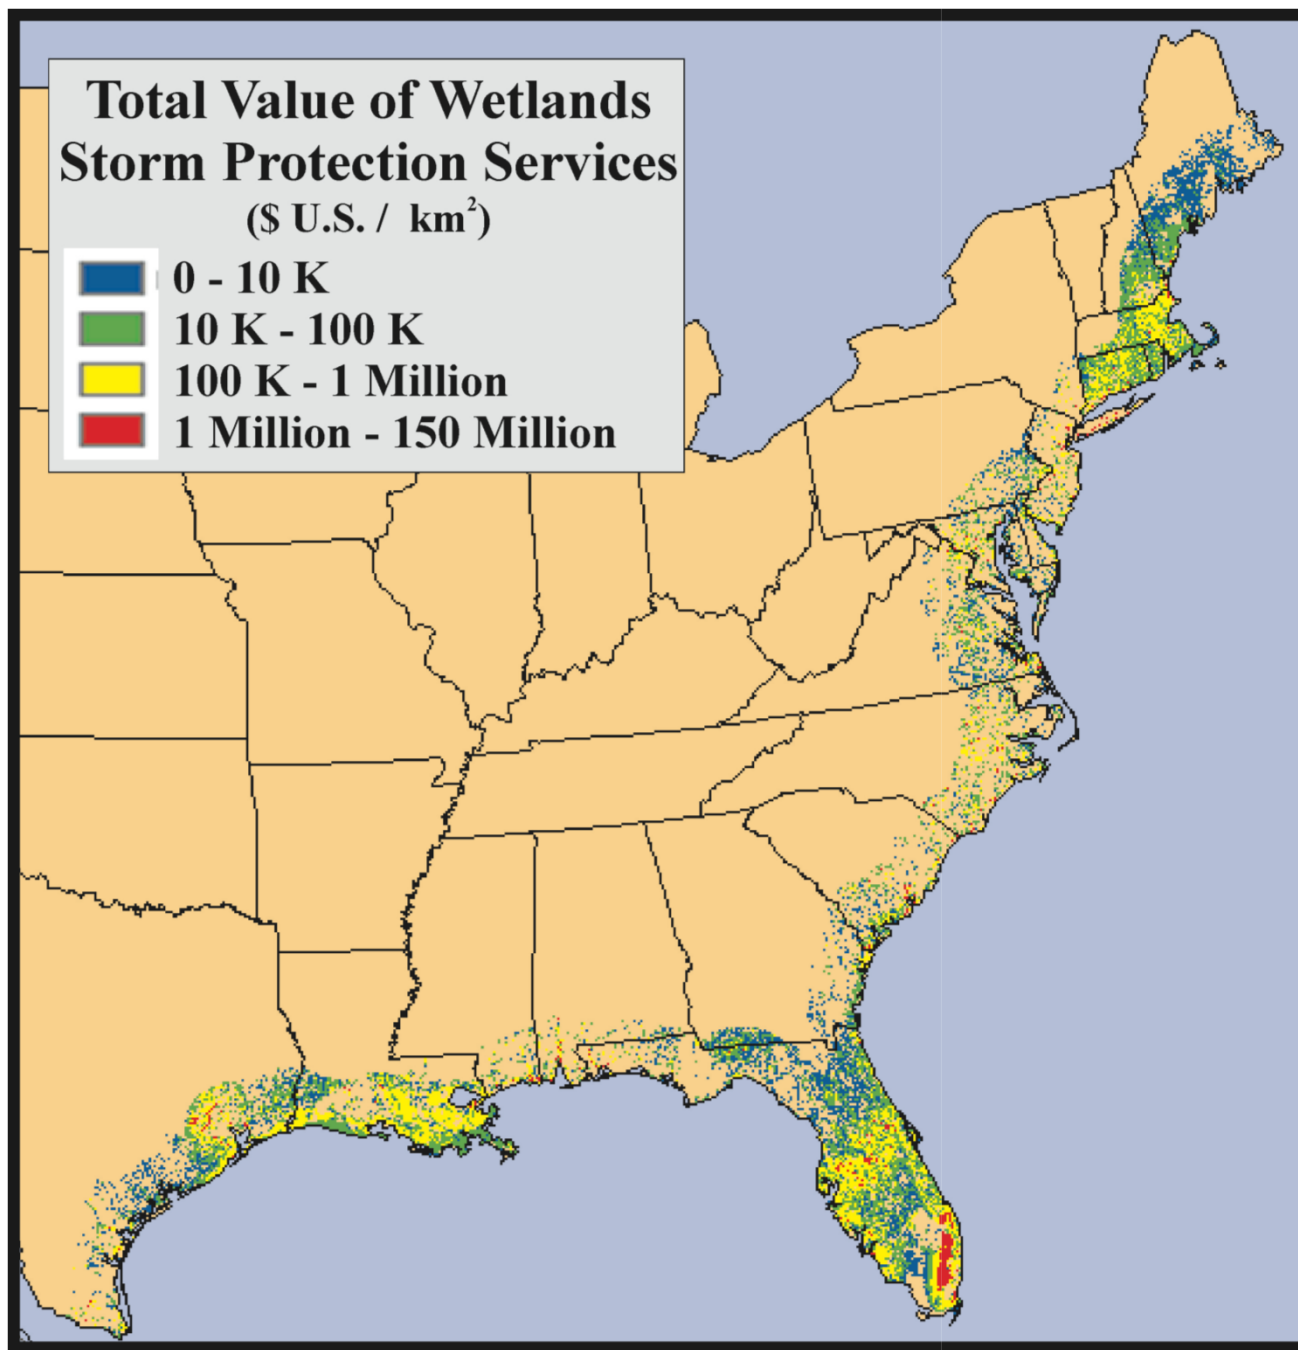 Total Value of Wetlands
Storm Protection Services
($ U.S. / km²)
0 - 10 K
10 K - 100 K
100 K - 1 Million
1 Million - 150 Million